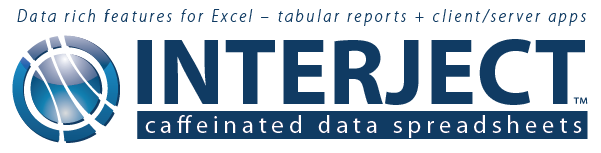 Data rich features for Excel – tabular reports + client/server apps
INTERJECT™
caffeinated data spreadsheets